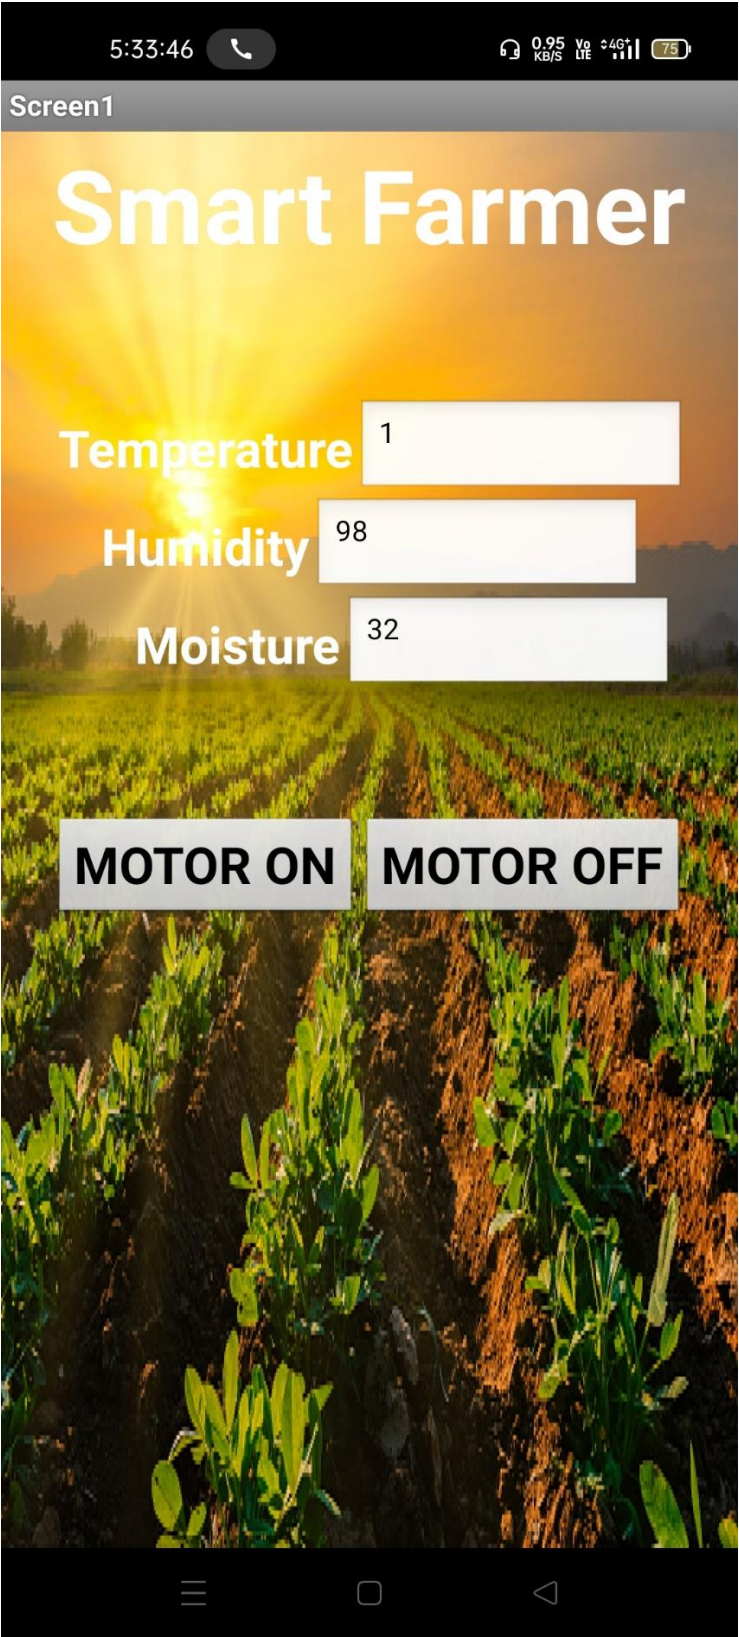 5:33:46 0.95 KB/S Vo LTE 4G+ 75
Screen1
Smart Farmer
Temperature 1
Humidity 98
Moisture 32
MOTOR ON MOTOR OFF